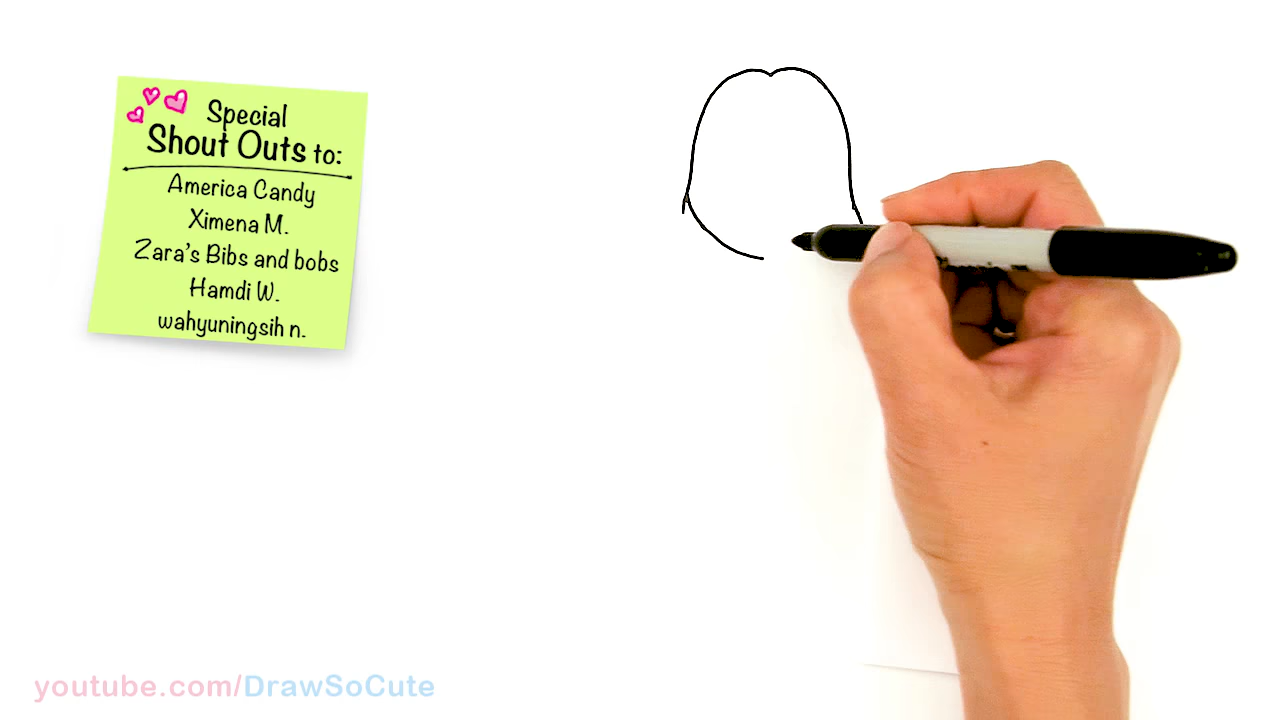 Special
Shout Outs to:
America Candy
Ximena M.
Zara's Bibs and bobs
Hamdi W.
wahyuningsih n.
youtube.com/DrawSoCute